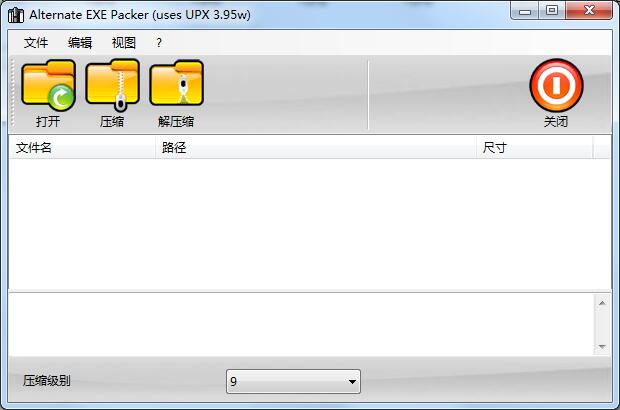 Alternate EXE Packer (uses UPX 3.95w)
文件 编辑 视图 ?
打开 压缩 解压缩 关闭
文件名 路径 尺寸
压缩级别 9